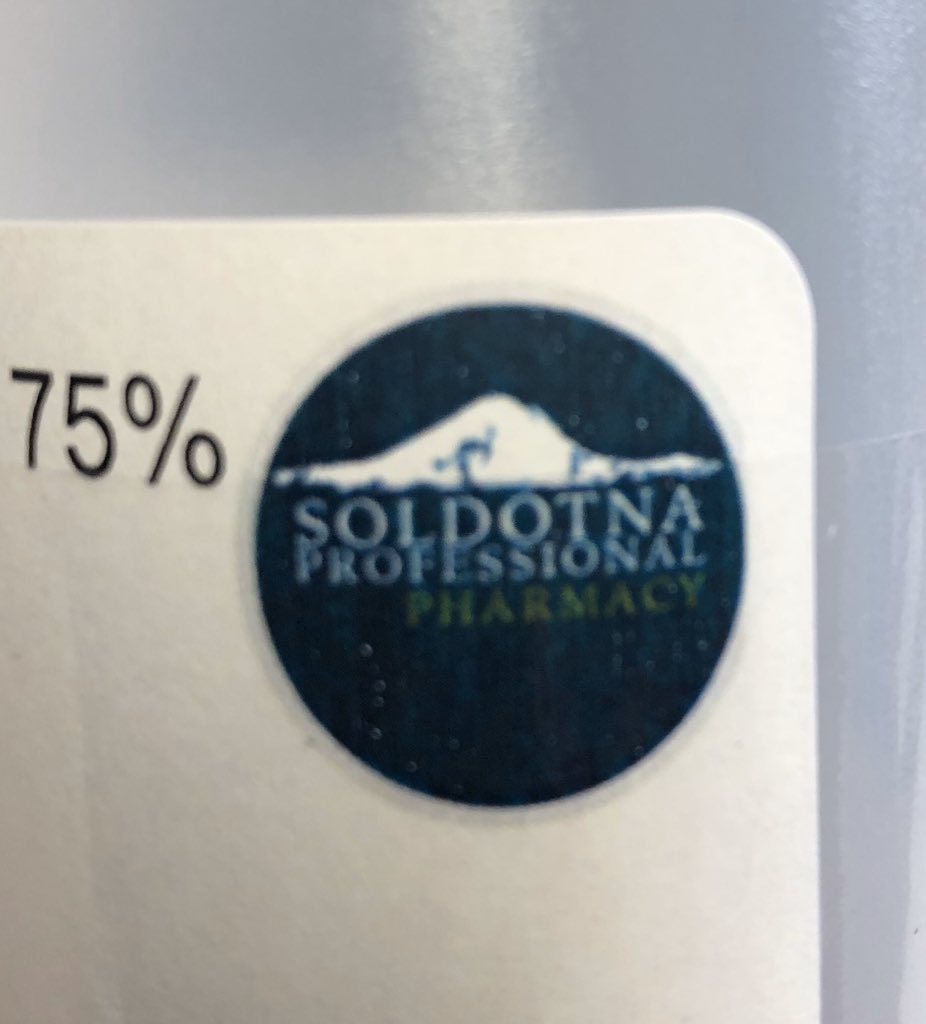 75%
SOLDOTNA
PROFESSIONAL
PHARMACY